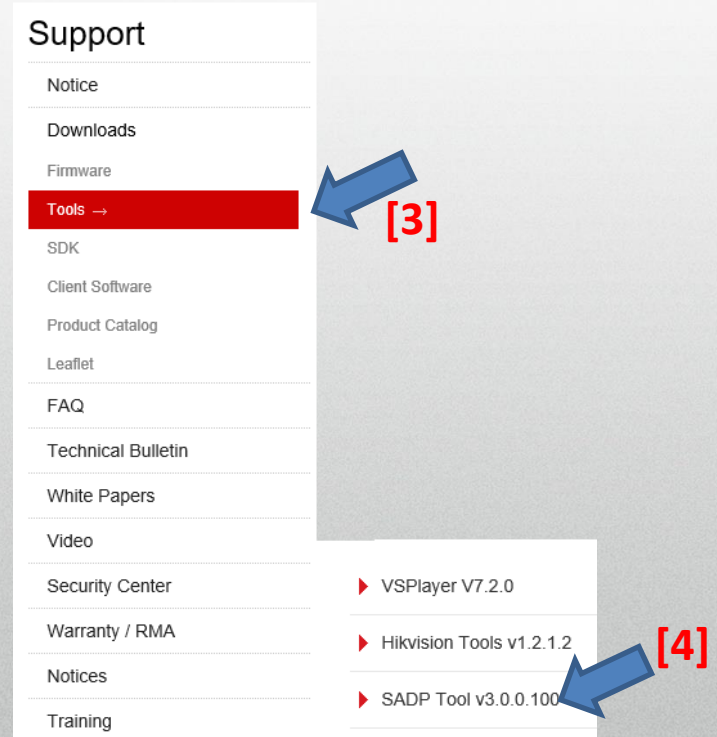 Support
Notice
Downloads
Firmware
Tools →
[3]
SDK
Client Software
Product Catalog
Leaflet
FAQ
Technical Bulletin
White Papers
Video
Security Center
Warranty / RMA
Notices
Training
VSPlayer V7.2.0
Hikvision Tools v1.2.1.2
[4]
SADP Tool v3.0.0.100